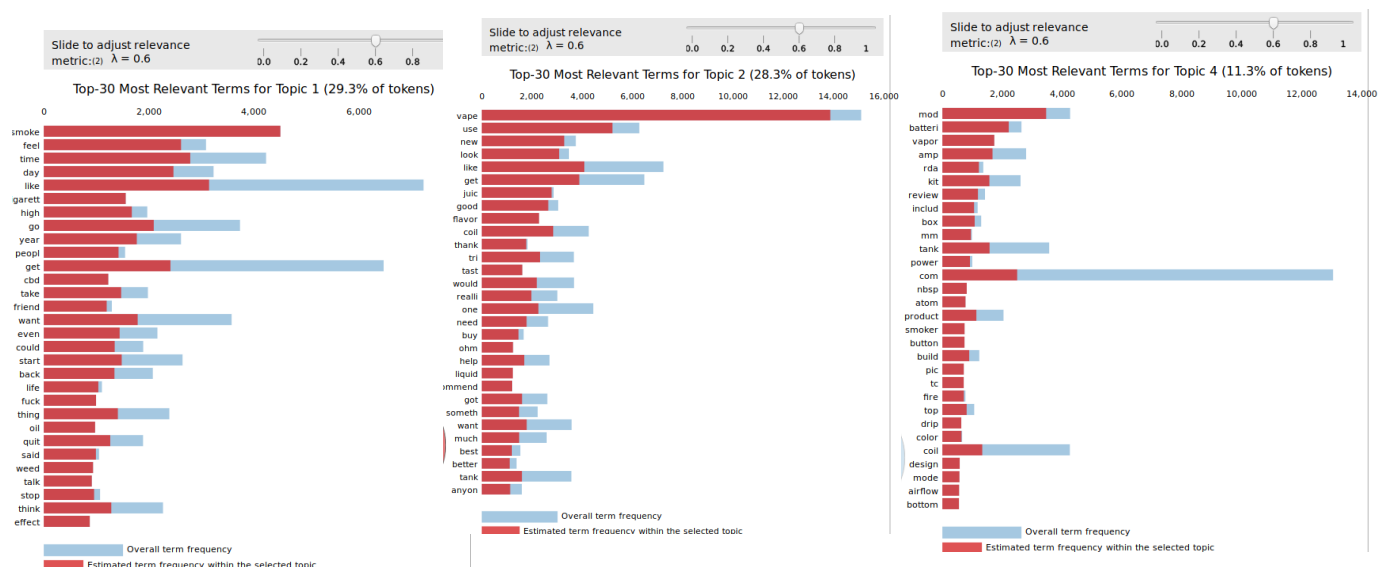 Slide to adjust relevance
metric:(2) λ = 0.6
0.0 0.2 0.4 0.6 0.8
Top-30 Most Relevant Terms for Topic 1 (29.3% of tokens)
0 2,000 4,000 6,000
smoke
feel
time
day
like
garett
high
go
year
peopl
get
cbd
take
friend
want
even
could
start
back
life
fuck
thing
oil
quit
said
weed
talk
stop
think
effect
Overall term frequency
Estimated term frequency within the selected topic
Slide to adjust relevance
metric:(2) λ = 0.6
0.0 0.2 0.4 0.6 0.8 1
Top-30 Most Relevant Terms for Topic 2 (28.3% of tokens)
0 2,000 4,000 6,000 8,000 10,000 12,000 14,000 16,000
vape
use
new
look
like
get
juic
good
flavor
coil
thank
tri
tast
would
realli
one
need
buy
ohm
help
liquid
ommend
got
someth
want
much
best
better
tank
anyon
Overall term frequency
Estimated term frequency within the selected topic
Slide to adjust relevance
metric:(2) λ = 0.6
0.0 0.2 0.4 0.6 0.8 1
Top-30 Most Relevant Terms for Topic 4 (11.3% of tokens)
0 2,000 4,000 6,000 8,000 10,000 12,000 14,000
mod
batteri
vapor
amp
rda
kit
review
includ
box
mm
tank
power
com
nbsp
atom
product
smoker
button
build
pic
tc
fire
top
drip
color
coil
design
mode
airflow
bottom
Overall term frequency
Estimated term frequency within the selected topic